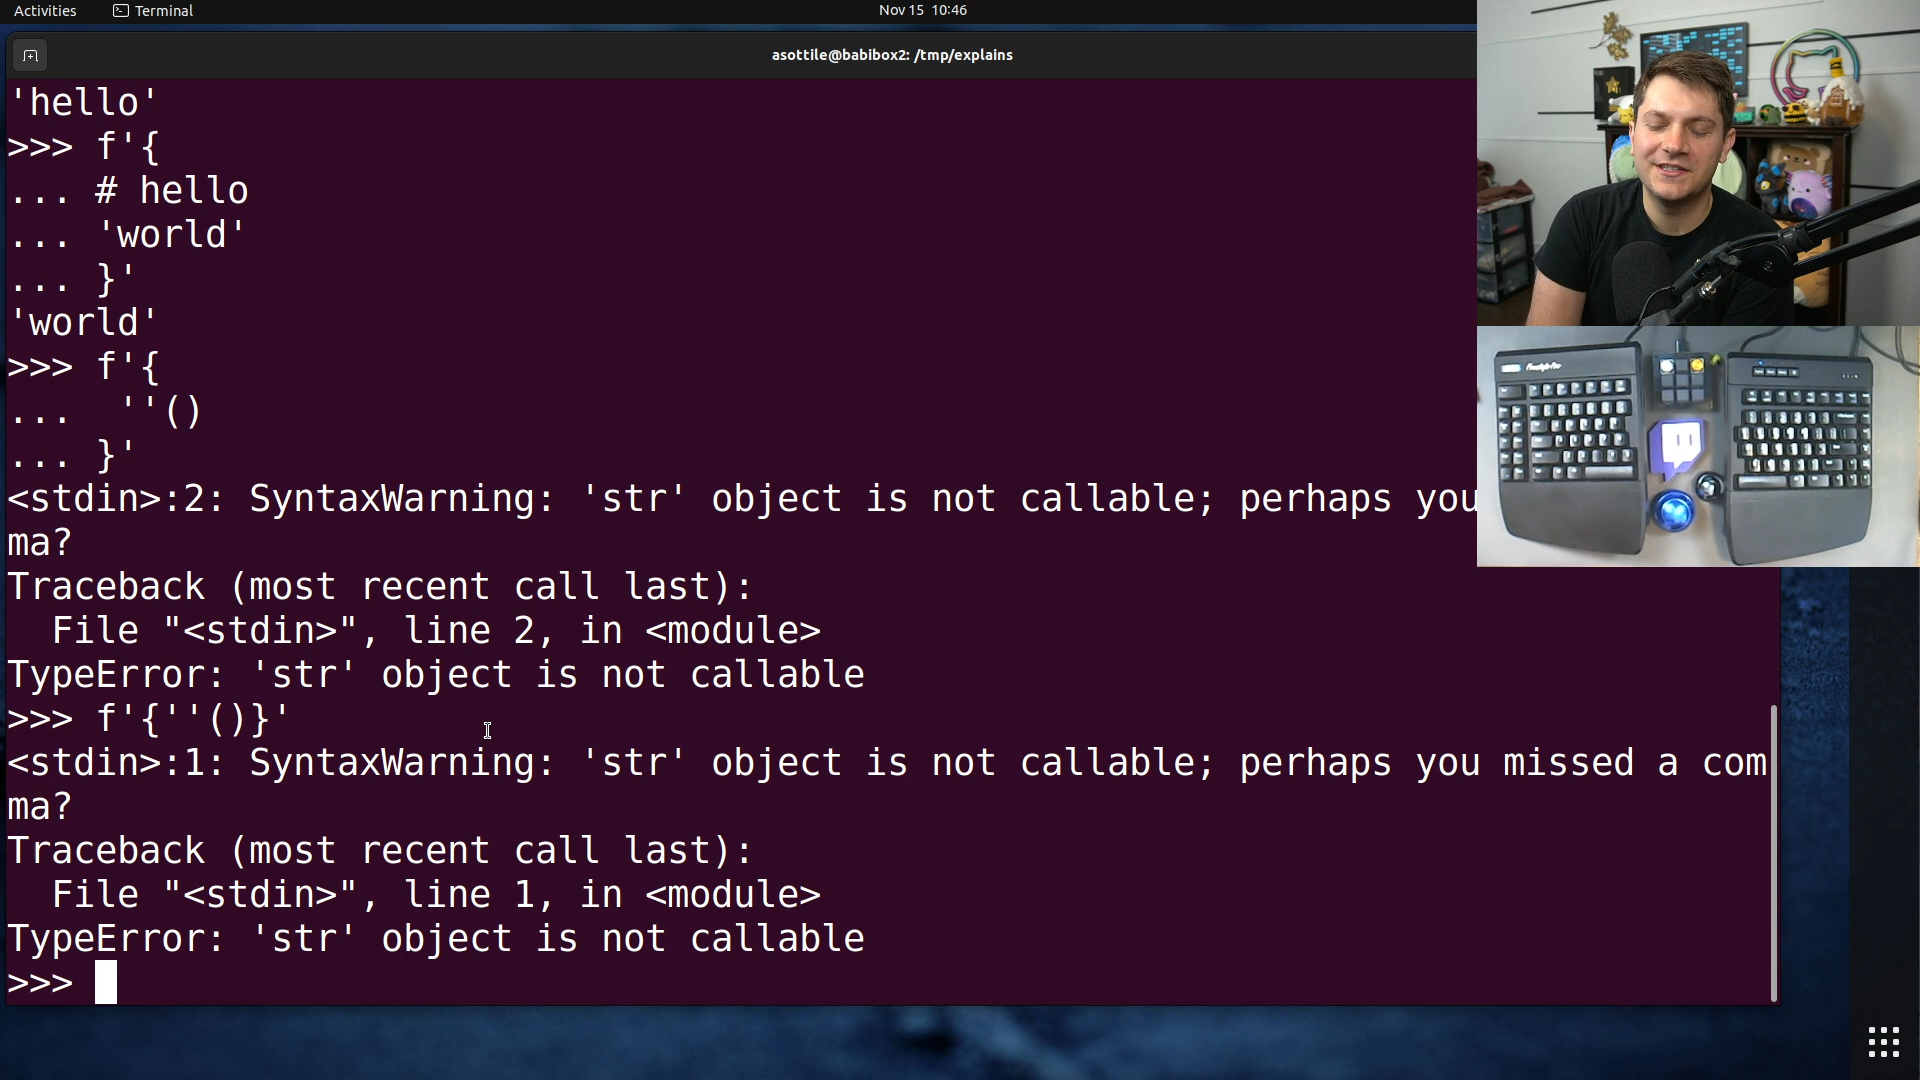 Activities Terminal Nov 15 10:46
asottile@babibox2: /tmp/explains
'hello'
>>> f'{
... # hello
... 'world'
... }'
'world'
>>> f'{
...  ''()
... }'
<stdin>:2: SyntaxWarning: 'str' object is not callable; perhaps you
ma?
Traceback (most recent call last):
  File "<stdin>", line 2, in <module>
TypeError: 'str' object is not callable
>>> f'{''()}'
<stdin>:1: SyntaxWarning: 'str' object is not callable; perhaps you missed a com
ma?
Traceback (most recent call last):
  File "<stdin>", line 1, in <module>
TypeError: 'str' object is not callable
>>>